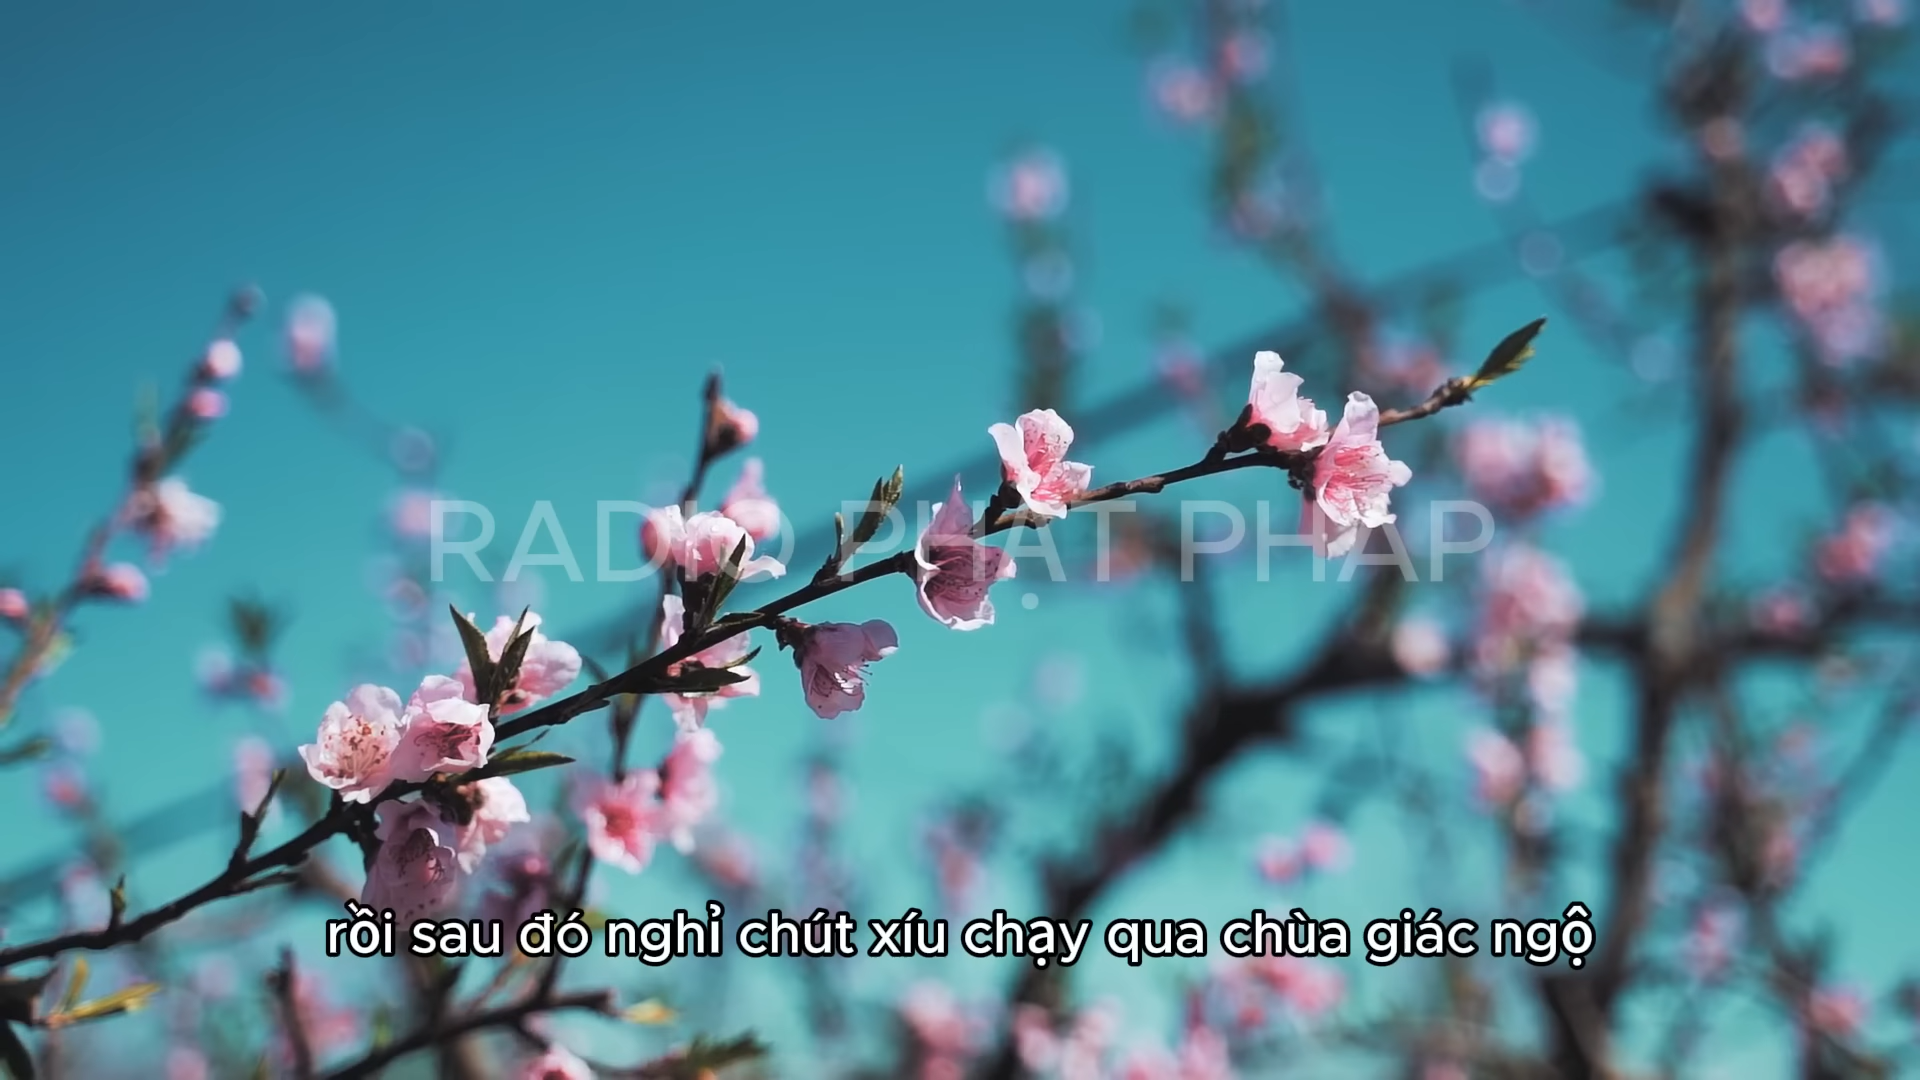 RADIO PHẬT PHÁP
rồi sau đó nghỉ chút xíu chạy qua chùa giác ngộ